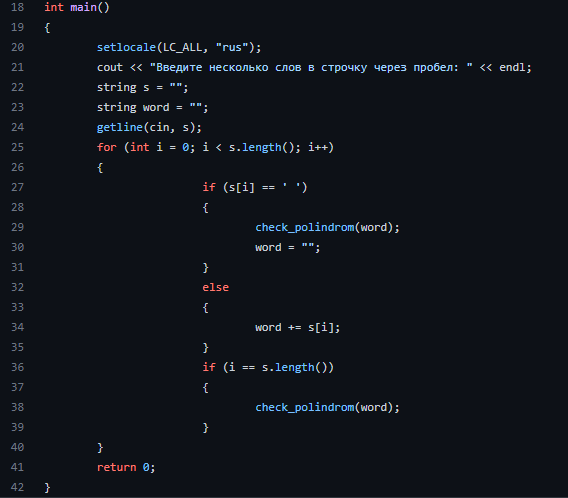 18 int main()
19 {
20 setlocale(LC_ALL, "rus");
21 cout << "Введите несколько слов в строчку через пробел: " << endl;
22 string s = "";
23 string word = "";
24 getline(cin, s);
25 for (int i = 0; i < s.length(); i++)
26 {
27 if (s[i] == ' ')
28 {
29 check_polindrom(word);
30 word = "";
31 }
32 else
33 {
34 word += s[i];
35 }
36 if (i == s.length())
37 {
38 check_polindrom(word);
39 }
40 }
41 return 0;
42 }